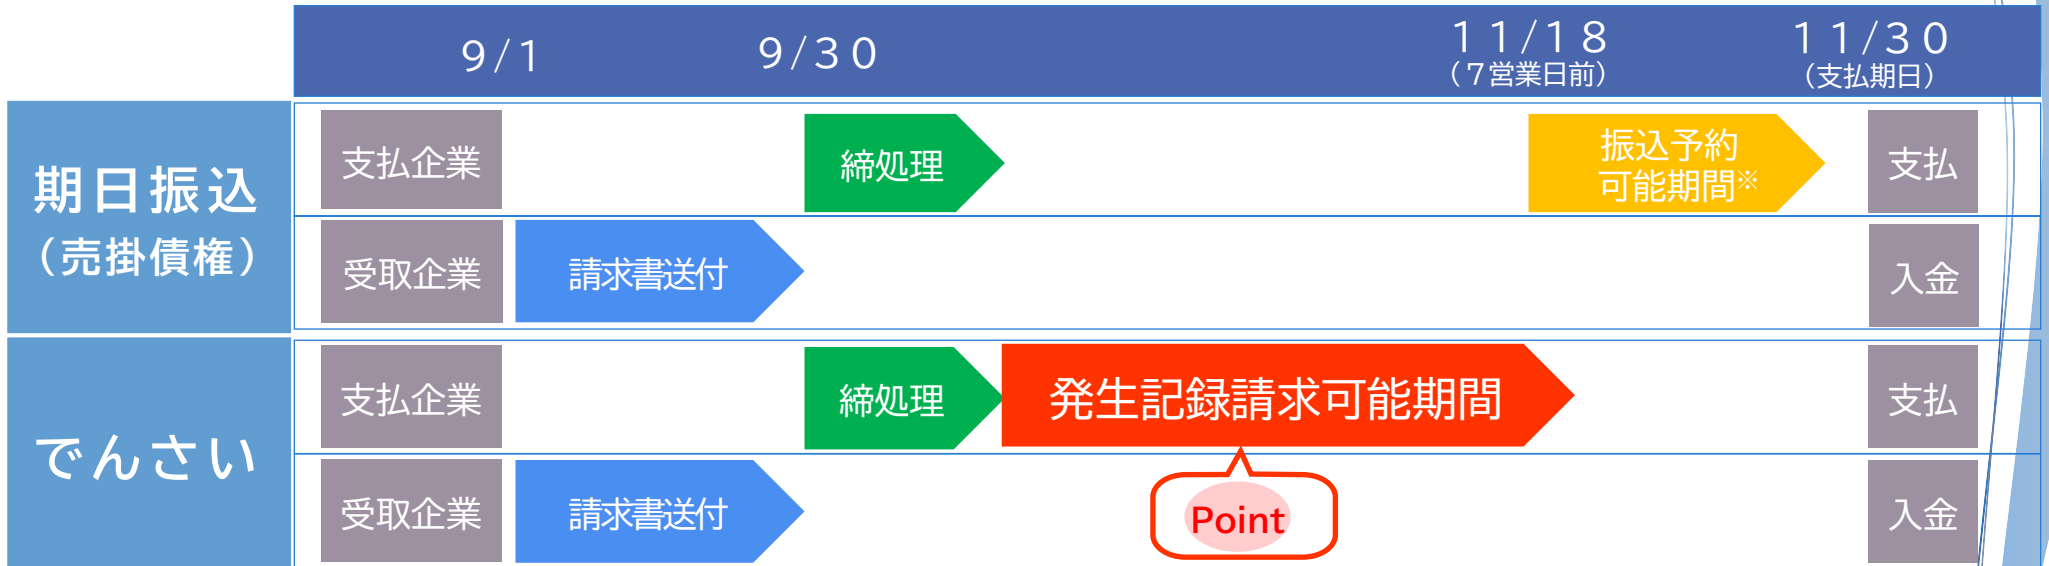 9/1
9/30
11/18
（7営業日前）
11/30
（支払期日）
期日振込
（売掛債権）
支払企業
締処理
振込予約
可能期間※
支払
受取企業
請求書送付
入金
でんさい
支払企業
締処理
発生記録請求可能期間
支払
受取企業
請求書送付
Point
入金